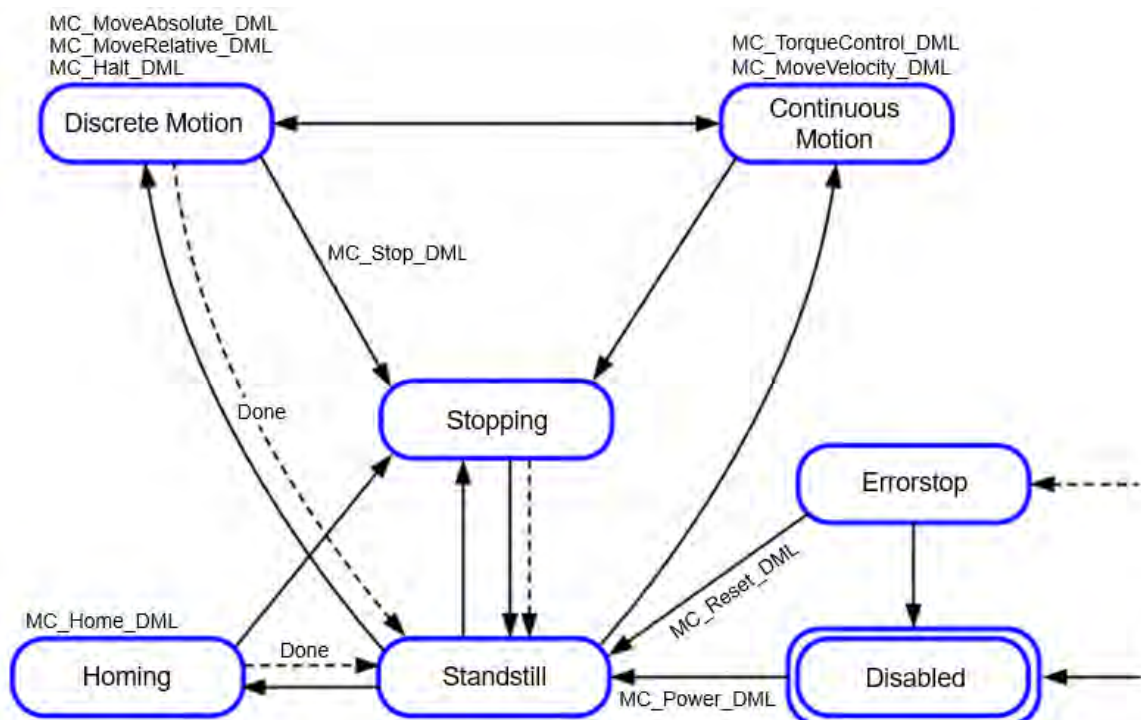 MC_MoveAbsolute_DML
MC_MoveRelative_DML
MC_Halt_DML
Discrete Motion
MC_TorqueControl_DML
MC_MoveVelocity_DML
Continuous
Motion
MC_Stop_DML
Done
Stopping
Errorstop
MC_Reset_DML
MC_Home_DML
Homing
Done
Standstill
MC_Power_DML
Disabled